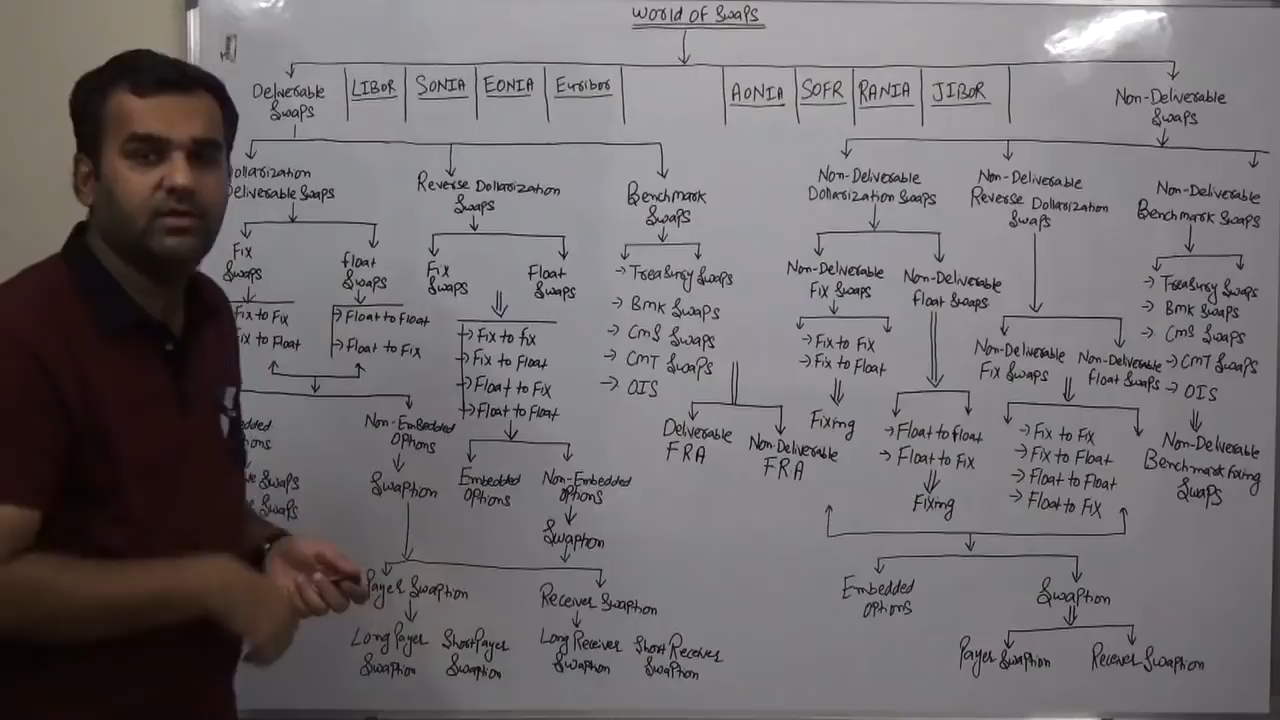 World of Swaps
Deliverable
Swaps
LIBOR
SONIA
EONIA
Euribor
AONIA
SOFR
RANIA
JIBOR
Non-Deliverable
Swaps
Dollarization
Deliverable Swaps
Fix
Swaps
Fix to Fix
Fix to Float
Float
Swaps
Float to Float
Float to Fix
Options
Swaps
Swaps
Non-Embedded
Options
Swaption
Reverse Dollarization
Swaps
Fix
Swaps
Float
Swaps
Fix to Fix
Fix to Float
Float to Fix
Float to Float
Embedded
Options
Non-Embedded
Options
Swaption
Payer Swaption
Long Payer
Swaption
Short Payer
Swaption
Receiver Swaption
Long Receiver
Swaption
Short Receiver
Swaption
Benchmark
Swaps
Treasury Swaps
Bmk Swaps
CmS Swaps
CmT Swaps
OIS
Deliverable
FRA
Non-Deliverable
FRA
Non-Deliverable
Dollarization Swaps
Non-Deliverable
Fix Swaps
Fix to Fix
Fix to Float
Fixing
Non-Deliverable
Float Swaps
Float to Float
Float to Fix
Fixing
Non-Deliverable
Reverse Dollarization
Swaps
Non-Deliverable
Fix Swaps
Non-Deliverable
Float Swaps
Fix to Fix
Fix to Float
Float to Float
Float to Fix
Embedded
Options
Swaption
Payer Swaption
Receiver Swaption
Non-Deliverable
Benchmark Swaps
Treasury Swaps
Bmk Swaps
CmS Swaps
CmT Swaps
OIS
Non-Deliverable
Benchmark Fixing
Swaps